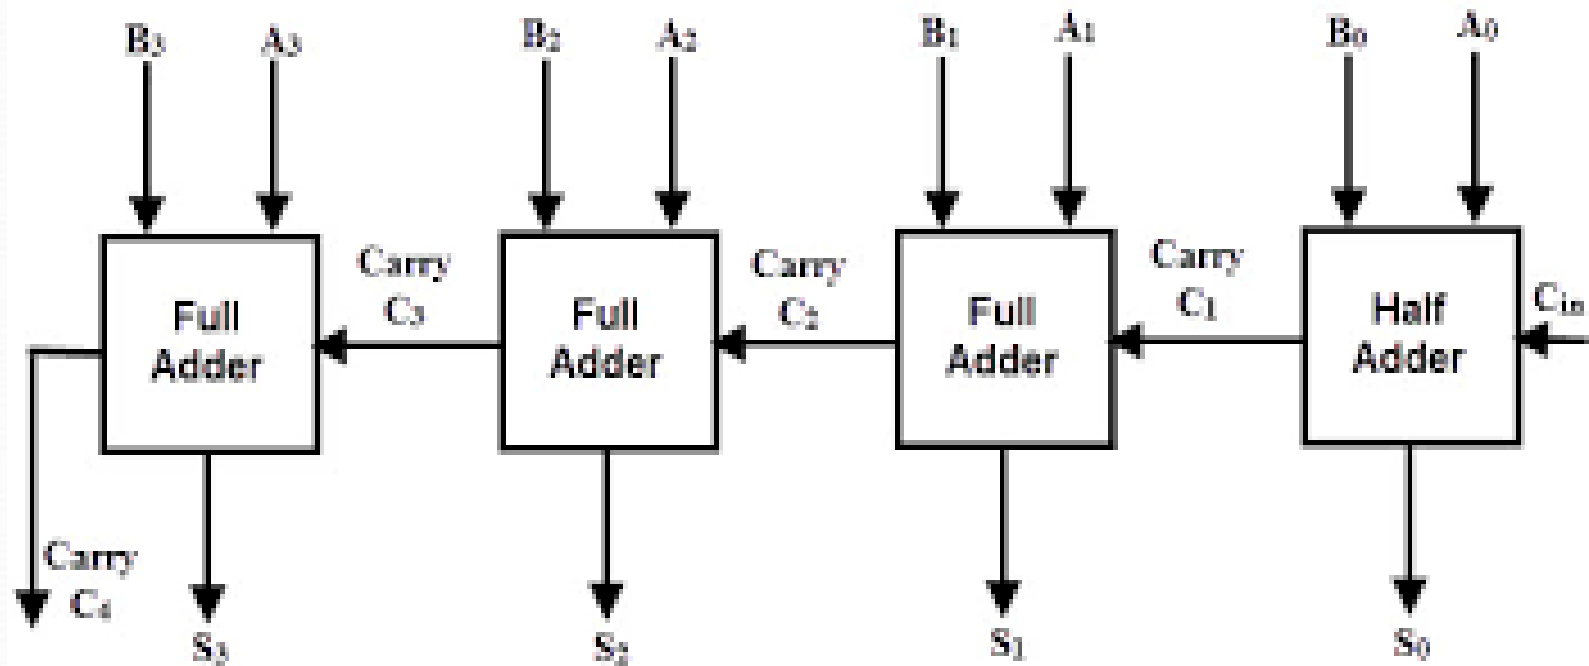 B₃ A₃ B₂ A₂ B₁ A₁ B₀ A₀
Carry
C₃
Carry
C₂
Carry
C₁
Cin
Full
Adder
Full
Adder
Full
Adder
Half
Adder
Carry
C₄
S₃ S₂ S₁ S₀